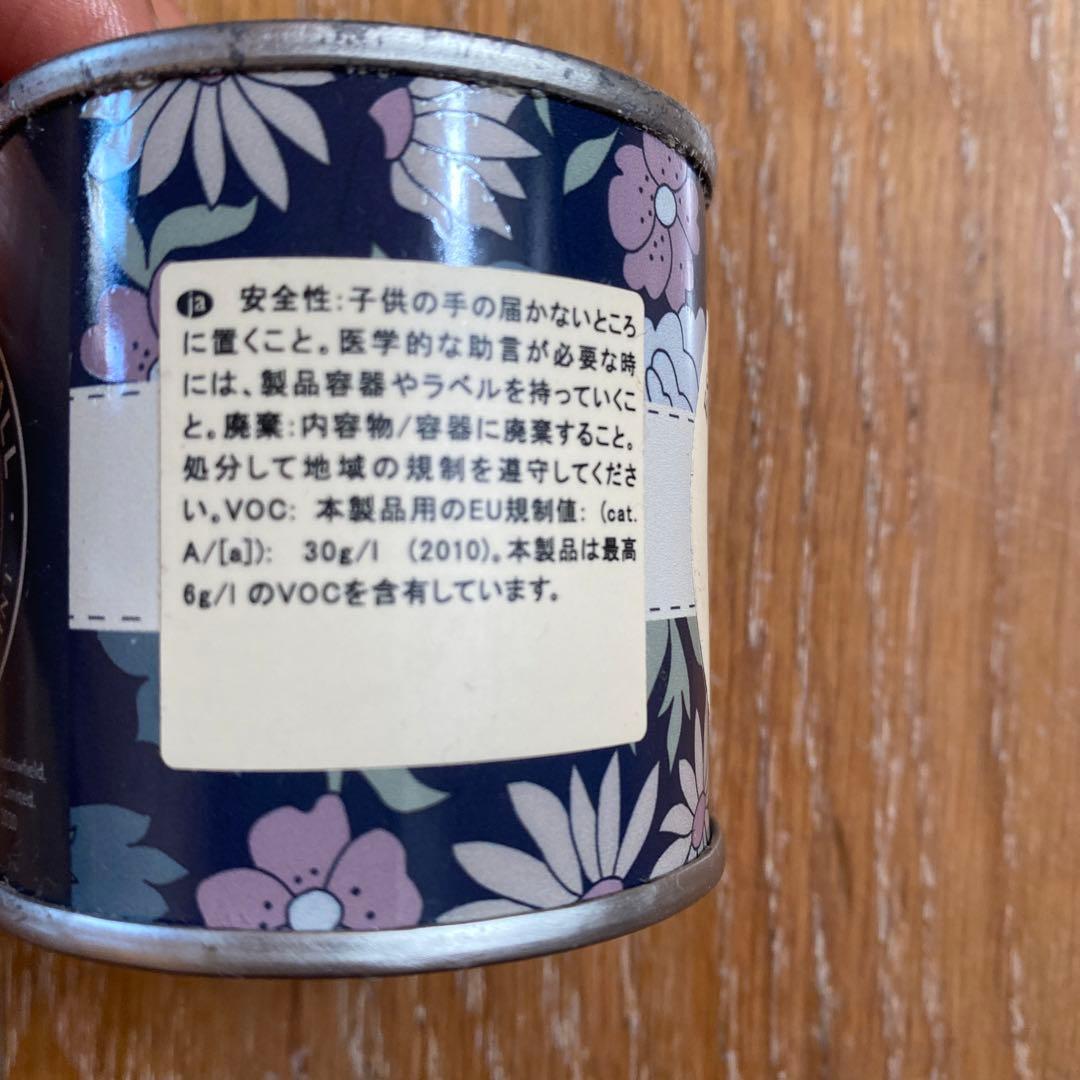 ja 安全性:子供の手の届かないところ
に置くこと。医学的な助言が必要な時
には、製品容器やラベルを持っていくこ
と。廃棄:内容物/容器に廃棄すること。
処分して地域の規制を遵守してくださ
い。VOC: 本製品用のEU規制値: (cat.
A/[a]): 30g/l (2010)。本製品は最高
6g/l のVOCを含有しています。